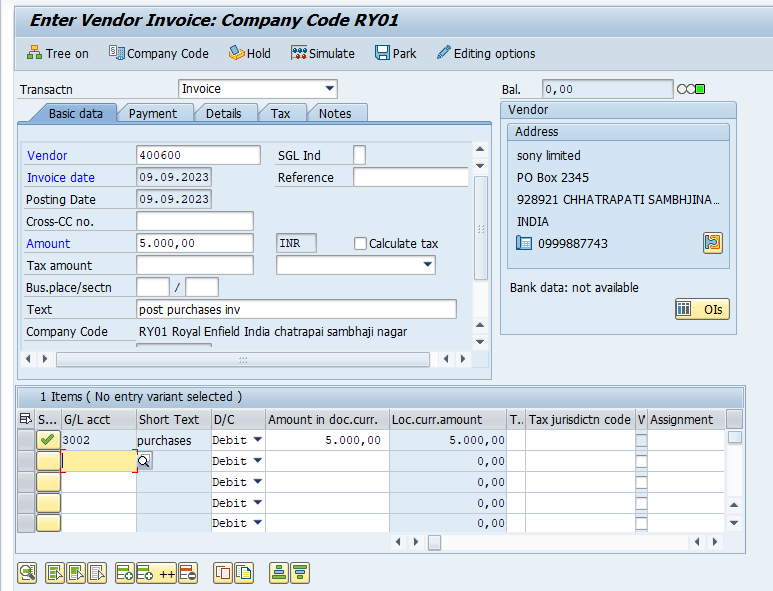 Enter Vendor Invoice: Company Code RY01
Tree on Company Code Hold Simulate Park Editing options
Transactn Invoice Bal. 0,00
Basic data Payment Details Tax Notes
Vendor 400600 SGL Ind
Invoice date 09.09.2023 Reference
Posting Date 09.09.2023
Cross-CC no.
Amount 5.000,00 INR Calculate tax
Tax amount
Bus.place/sectn /
Text post purchases inv
Company Code RY01 Royal Enfield India chatrapai sambhaji nagar
Vendor
Address
sony limited
PO Box 2345
928921 CHHATRAPATI SAMBHJINA...
INDIA
0999887743
Bank data: not available
OIs
1 Items ( No entry variant selected )
S... G/L acct Short Text D/C Amount in doc.curr. Loc.curr.amount T.. Tax jurisdictn code V Assignment
3002 purchases Debit 5.000,00 5.000,00
Debit 0,00
Debit 0,00
Debit 0,00
Debit 0,00